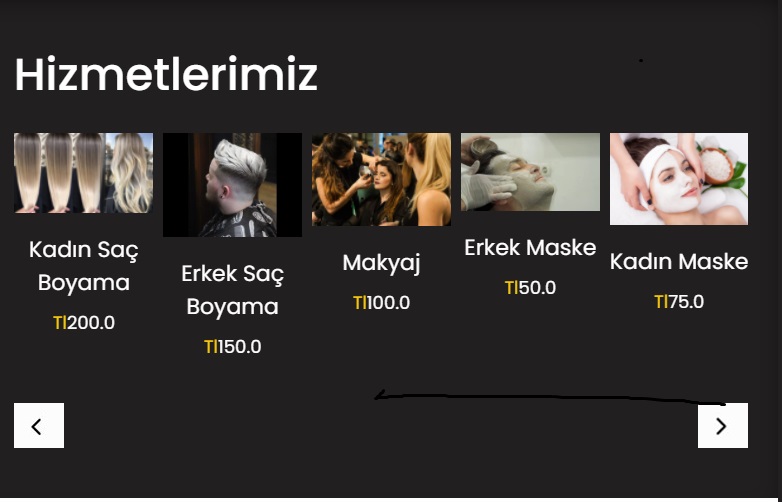 Hizmetlerimiz
Kadın Saç
Boyama
Tl200.0
Erkek Saç
Boyama
Tl150.0
Makyaj
Tl100.0
Erkek Maske
Tl50.0
Kadın Maske
Tl75.0